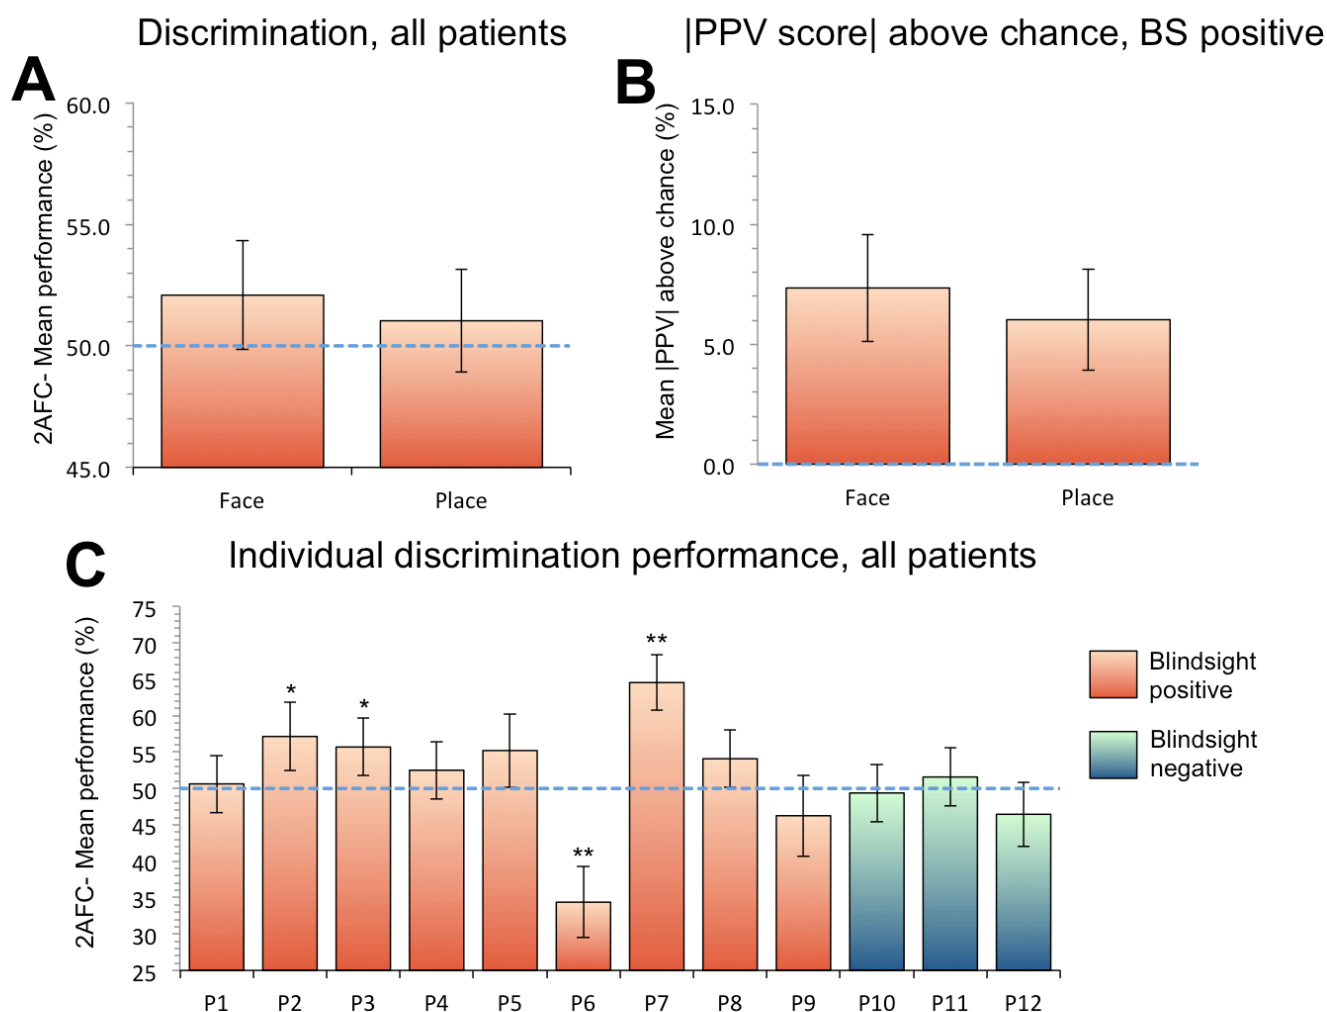 Discrimination, all patients
A
2AFC- Mean performance (%)
60.0
55.0
50.0
45.0
Face Place
|PPV score| above chance, BS positive
B
Mean |PPV| above chance (%)
15.0
10.0
5.0
0.0
Face Place
C
Individual discrimination performance, all patients
2AFC- Mean performance (%)
75
70
65
60
55
50
45
40
35
30
25
* * ** **
P1 P2 P3 P4 P5 P6 P7 P8 P9 P10 P11 P12
Blindsight
positive
Blindsight
negative